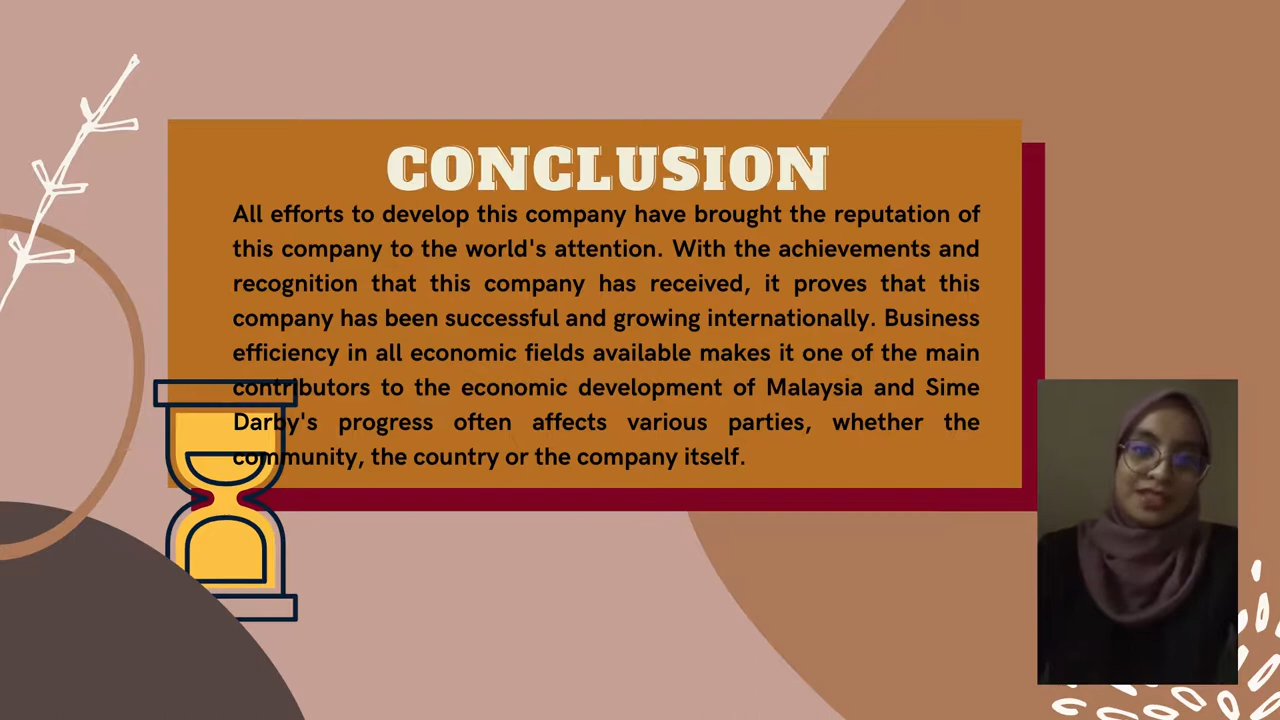 CONCLUSION
All efforts to develop this company have brought the reputation of
this company to the world's attention. With the achievements and
recognition that this company has received, it proves that this
company has been successful and growing internationally. Business
efficiency in all economic fields available makes it one of the main
contributors to the economic development of Malaysia and Sime
Darby's progress often affects various parties, whether the
community, the country or the company itself.